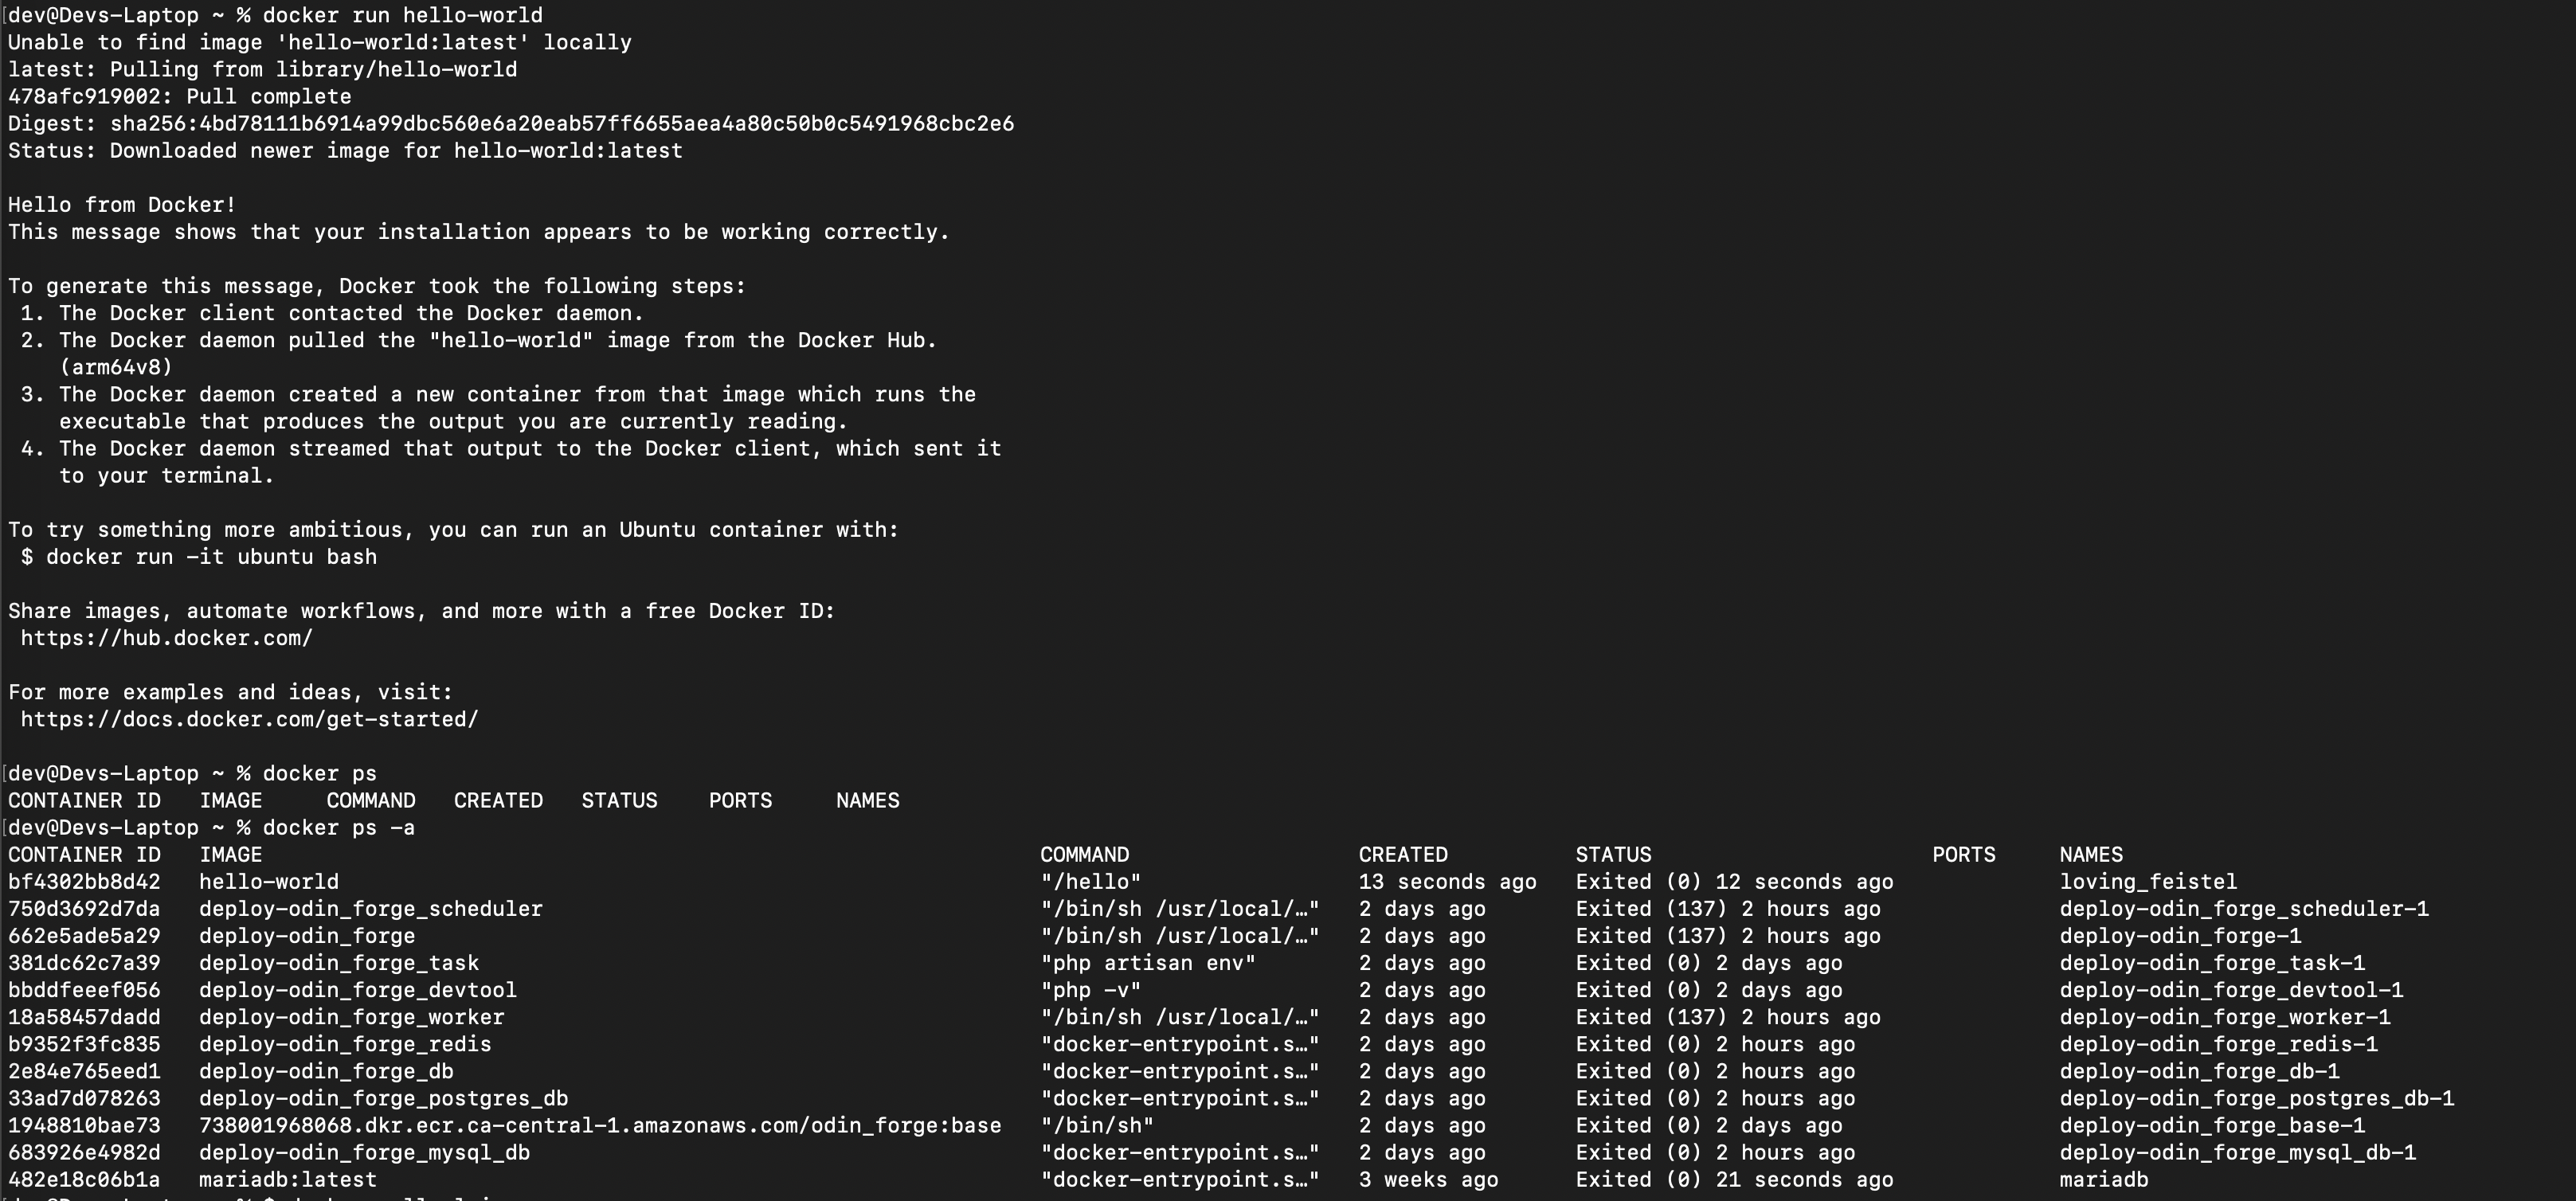 [dev@Devs-Laptop ~ % docker run hello-world
Unable to find image 'hello-world:latest' locally
latest: Pulling from library/hello-world
478afc919002: Pull complete
Digest: sha256:4bd78111b6914a99dbc560e6a20eab57ff6655aea4a80c50b0c5491968cbc2e6
Status: Downloaded newer image for hello-world:latest

Hello from Docker!
This message shows that your installation appears to be working correctly.

To generate this message, Docker took the following steps:
 1. The Docker client contacted the Docker daemon.
 2. The Docker daemon pulled the "hello-world" image from the Docker Hub.
    (arm64v8)
 3. The Docker daemon created a new container from that image which runs the
    executable that produces the output you are currently reading.
 4. The Docker daemon streamed that output to the Docker client, which sent it
    to your terminal.

To try something more ambitious, you can run an Ubuntu container with:
 $ docker run -it ubuntu bash

Share images, automate workflows, and more with a free Docker ID:
 https://hub.docker.com/

For more examples and ideas, visit:
 https://docs.docker.com/get-started/

[dev@Devs-Laptop ~ % docker ps
CONTAINER ID   IMAGE     COMMAND   CREATED   STATUS    PORTS     NAMES
[dev@Devs-Laptop ~ % docker ps -a
CONTAINER ID   IMAGE   COMMAND   CREATED   STATUS   PORTS   NAMES
bf4302bb8d42   hello-world   "/hello"   13 seconds ago   Exited (0) 12 seconds ago   loving_feistel
750d3692d7da   deploy-odin_forge_scheduler   "/bin/sh /usr/local/…"   2 days ago   Exited (137) 2 hours ago   deploy-odin_forge_scheduler-1
662e5ade5a29   deploy-odin_forge   "/bin/sh /usr/local/…"   2 days ago   Exited (137) 2 hours ago   deploy-odin_forge-1
381dc62c7a39   deploy-odin_forge_task   "php artisan env"   2 days ago   Exited (0) 2 days ago   deploy-odin_forge_task-1
bbddfeeef056   deploy-odin_forge_devtool   "php -v"   2 days ago   Exited (0) 2 days ago   deploy-odin_forge_devtool-1
18a58457dadd   deploy-odin_forge_worker   "/bin/sh /usr/local/…"   2 days ago   Exited (137) 2 hours ago   deploy-odin_forge_worker-1
b9352f3fc835   deploy-odin_forge_redis   "docker-entrypoint.s…"   2 days ago   Exited (0) 2 hours ago   deploy-odin_forge_redis-1
2e84e765eed1   deploy-odin_forge_db   "docker-entrypoint.s…"   2 days ago   Exited (0) 2 hours ago   deploy-odin_forge_db-1
33ad7d078263   deploy-odin_forge_postgres_db   "docker-entrypoint.s…"   2 days ago   Exited (0) 2 hours ago   deploy-odin_forge_postgres_db-1
1948810bae73   738001968068.dkr.ecr.ca-central-1.amazonaws.com/odin_forge:base   "/bin/sh"   2 days ago   Exited (0) 2 days ago   deploy-odin_forge_base-1
683926e4982d   deploy-odin_forge_mysql_db   "docker-entrypoint.s…"   2 days ago   Exited (0) 2 hours ago   deploy-odin_forge_mysql_db-1
482e18c06b1a   mariadb:latest   "docker-entrypoint.s…"   3 weeks ago   Exited (0) 21 seconds ago   mariadb